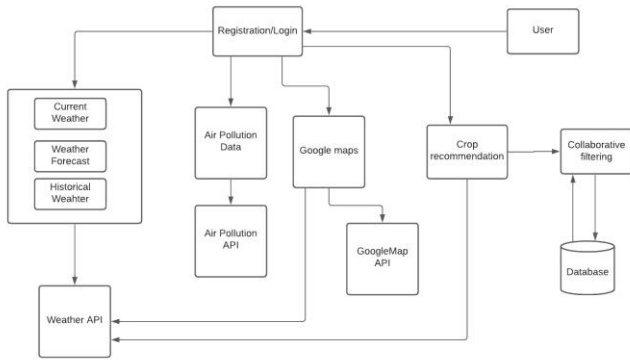 Registration/Login
User
Current
Weather
Weather
Forecast
Historical
Weahter
Air Pollution
Data
Google maps
Crop
recommendation
Collaborative
filtering
Air Pollution
API
GoogleMap
API
Database
Weather API